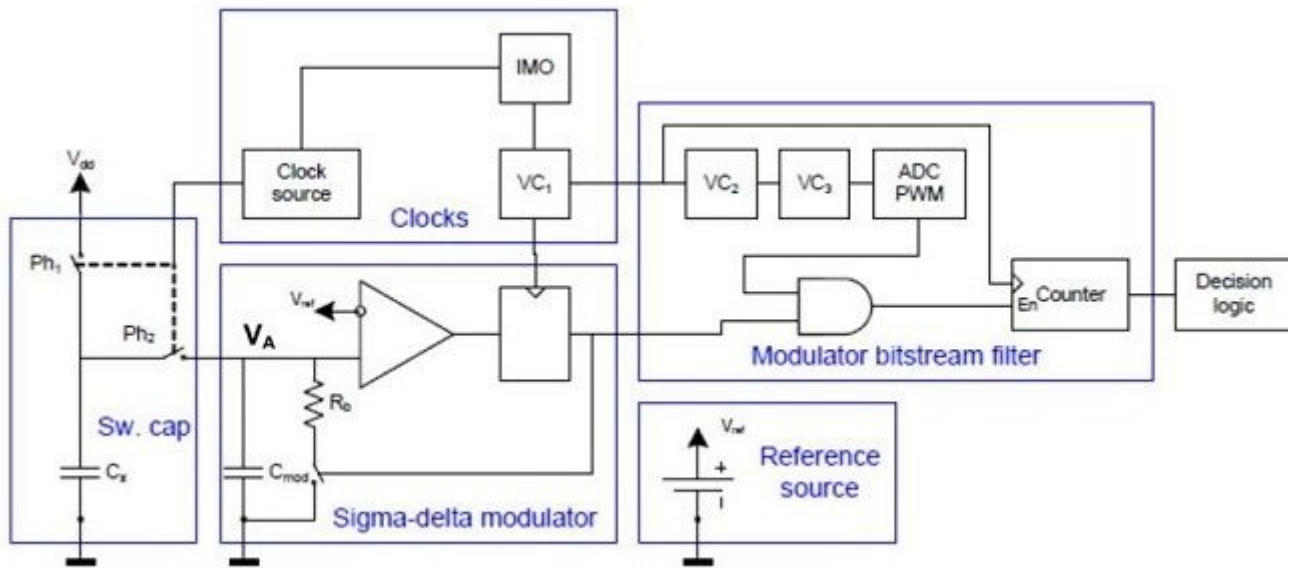 IMO
Vdd
Clock
source
VC1
Clocks
VC2
VC3
ADC
PWM
Ph1
Vref
Ph2
VA
En
Counter
Decision
logic
Modulator bitstream filter
Rb
Sw. cap
Cx
Cmod
Sigma-delta modulator
Vref
+
Reference
source